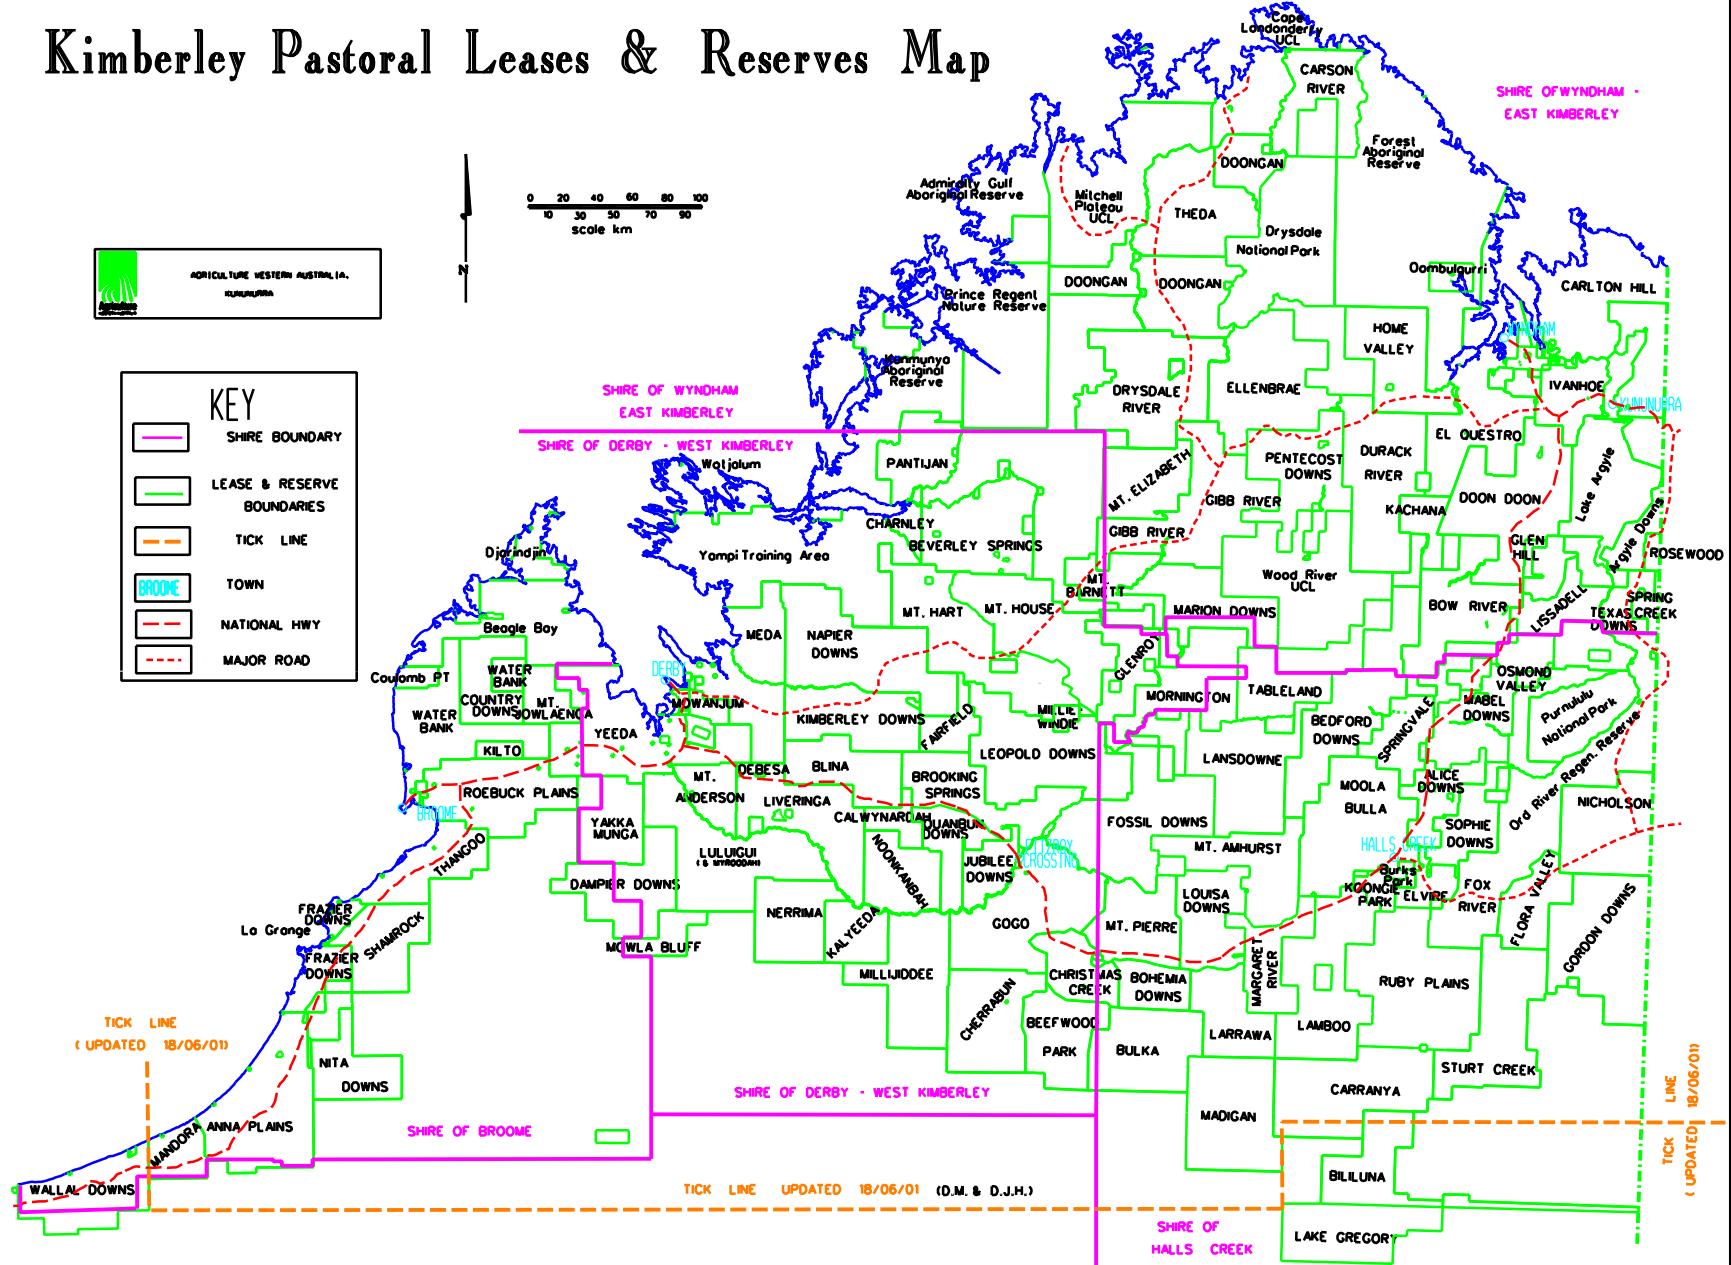 Kimberley Pastoral Leases & Reserves Map
Cape
Londonderry
UCL
CARSON
RIVER
SHIRE OF WYNDHAM -
EAST KIMBERLEY
Forest
Aboriginal
Reserve
DOONGAN
Admiralty Gulf
Aboriginal Reserve
Mitchell
Plateau
UCL
THEDA
Drysdale
National Park
0 20 40 60 80 100
10 30 50 70 90
scale km
N
AGRICULTURE WESTERN AUSTRALIA.
KUNUNURRA
Agriculture
DOONGAN
DOONGAN
Oombulgurri
CARLTON HILL
Prince Regent
Nature Reserve
HOME
VALLEY
WYNDHAM
Kunmunya
Aboriginal
Reserve
IVANHOE
KUNUNURRA
DRYSDALE
RIVER
ELLENBRAE
SHIRE OF WYNDHAM
EAST KIMBERLEY
SHIRE OF DERBY - WEST KIMBERLEY
KEY
SHIRE BOUNDARY
LEASE & RESERVE
BOUNDARIES
TICK LINE
BROOME
TOWN
NATIONAL HWY
MAJOR ROAD
EL QUESTRO
Wotjalum
PANTIJAN
MT. ELIZABETH
PENTECOST
DOWNS
DURACK
RIVER
Lake Argyle
DOON DOON
GIBB RIVER
KACHANA
CHARNLEY
GIBB RIVER
Argyle Downs
Djarindjin
Yampi Training Area
BEVERLEY SPRINGS
GLEN
HILL
ROSEWOOD
MT.
BARNETT
Wood River
UCL
MT. HART
MT. HOUSE
MARION DOWNS
BOW RIVER
LISSADELL
SPRING
CREEK
TEXAS
DOWNS
Beagle Bay
MEDA
NAPIER
DOWNS
GLENROY
Coulomb PT
WATER
BANK
DERBY
OSMOND
VALLEY
COUNTRY
DOWNS
MT.
JOWLAENGA
MOWANJUM
MORNINGTON
TABLELAND
MABEL
DOWNS
Purnululu
National Park
WATER
BANK
YEEDA
KIMBERLEY DOWNS
FAIRFIELD
MILLIE
WINDIE
BEDFORD
DOWNS
SPRINGVALE
KILTO
LEOPOLD DOWNS
LANSDOWNE
Ord River Regen. Reserve
DEBESA
BLINA
MT.
ANDERSON
BROOKING
SPRINGS
MOOLA
BULLA
ALICE
DOWNS
ROEBUCK PLAINS
LIVERINGA
NICHOLSON
BROOME
CALWYNARDAH
QUANBUN
DOWNS
FOSSIL DOWNS
YAKKA
MUNGA
SOPHIE
DOWNS
THANGOO
LULUIGUI
NOONKANBAH
FITZROY
CROSSING
MT. AMHURST
HALLS CREEK
JUBILEE
DOWNS
Burks
Park
DAMPIER DOWNS
KOONGIE
PARK
ELVIRE
FOX
RIVER
FLORA VALLEY
LOUISA
DOWNS
GORDON DOWNS
FRAZIER
DOWNS
La Grange
SHAMROCK
NERRIMA
KALYEEDA
GOGO
MT. PIERRE
MOWLA BLUFF
FRAZIER
DOWNS
MILLIJIDDEE
CHRISTMAS
CREEK
BOHEMIA
DOWNS
MARGARET
RIVER
RUBY PLAINS
CHERRABUN
BEEFWOOD
PARK
BULKA
LARRAWA
LAMBOO
TICK LINE
( UPDATED 18/06/01)
NITA
DOWNS
STURT CREEK
CARRANYA
SHIRE OF DERBY - WEST KIMBERLEY
MADIGAN
TICK LINE
( UPDATED 18/06/01)
MANDORA
ANNA PLAINS
SHIRE OF BROOME
BILILUNA
WALLAL DOWNS
TICK LINE UPDATED 18/06/01 (D.M. & D.J.H.)
SHIRE OF
HALLS CREEK
LAKE GREGORY